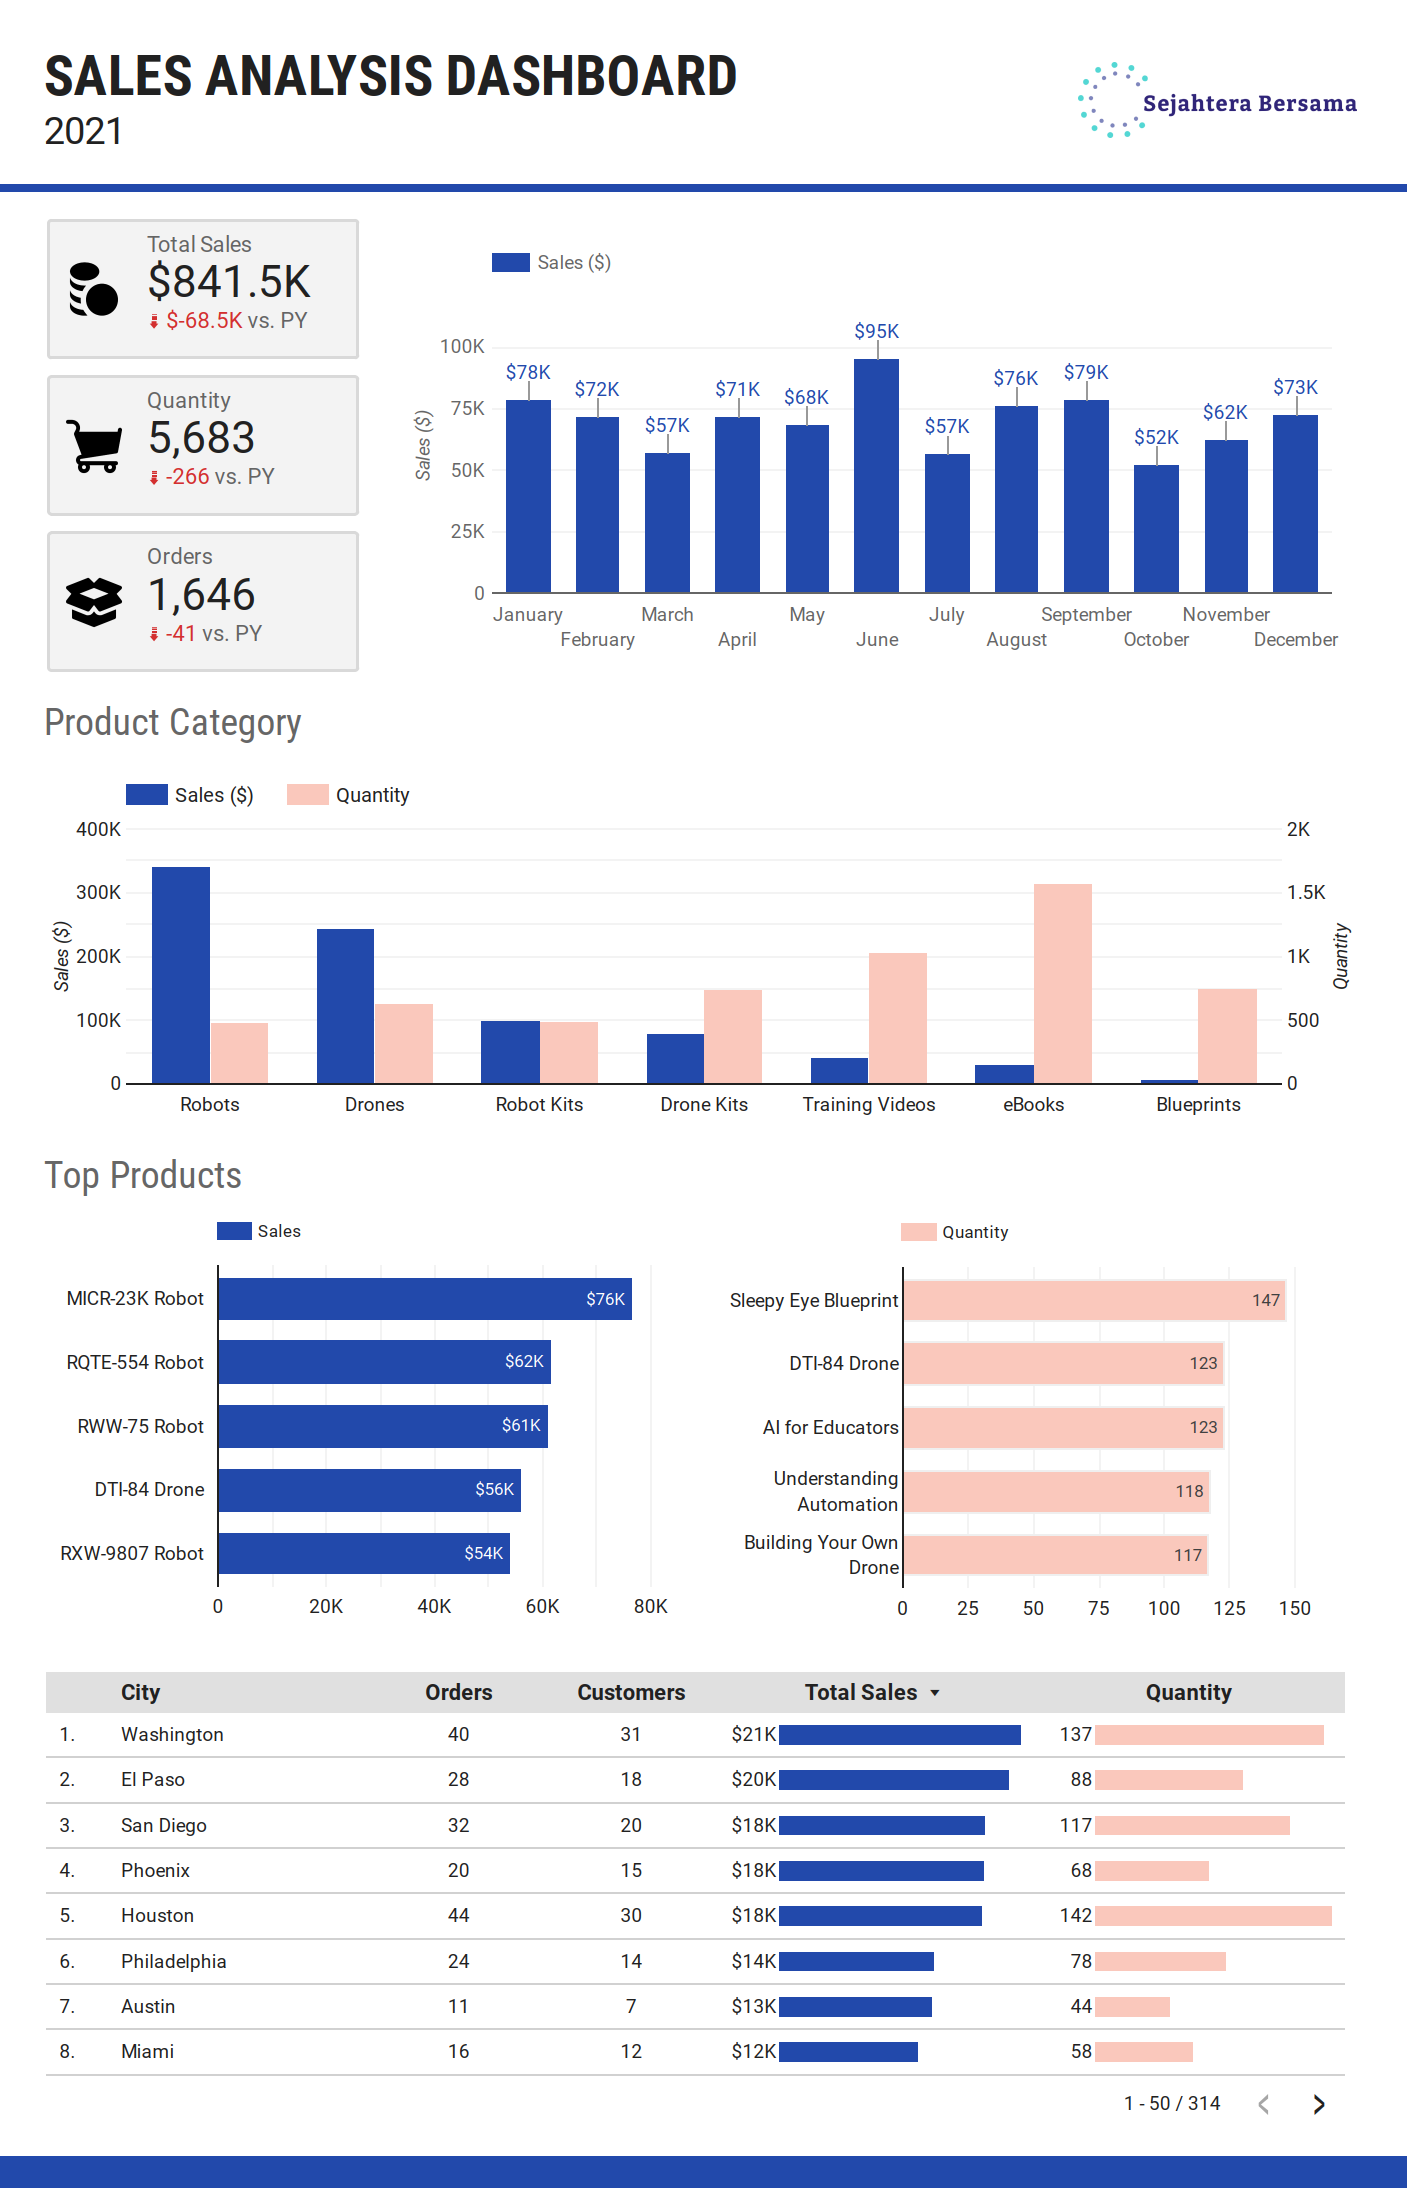 SALES ANALYSIS DASHBOARD
2021
Sejahtera Bersama
Total Sales
$841.5K
$-68.5K vs. PY
Quantity
5,683
-266 vs. PY
Orders
1,646
-41 vs. PY
Sales ($)
Sales ($)
100K
75K
50K
25K
0
$78K
$72K
$57K
$71K
$68K
$95K
$57K
$76K
$79K
$52K
$62K
$73K
January
February
March
April
May
June
July
August
September
October
November
December
Product Category
Sales ($)
Quantity
Sales ($)
400K
300K
200K
100K
0
2K
1.5K
1K
500
0
Quantity
Robots
Drones
Robot Kits
Drone Kits
Training Videos
eBooks
Blueprints
Top Products
Sales
MICR-23K Robot
$76K
RQTE-554 Robot
$62K
RWW-75 Robot
$61K
DTI-84 Drone
$56K
RXW-9807 Robot
$54K
0 20K 40K 60K 80K
Quantity
Sleepy Eye Blueprint
147
DTI-84 Drone
123
AI for Educators
123
Understanding
Automation
118
Building Your Own
Drone
117
0 25 50 75 100 125 150
City Orders Customers Total Sales Quantity
1. Washington 40 31 $21K 137
2. El Paso 28 18 $20K 88
3. San Diego 32 20 $18K 117
4. Phoenix 20 15 $18K 68
5. Houston 44 30 $18K 142
6. Philadelphia 24 14 $14K 78
7. Austin 11 7 $13K 44
8. Miami 16 12 $12K 58
1 - 50 / 314